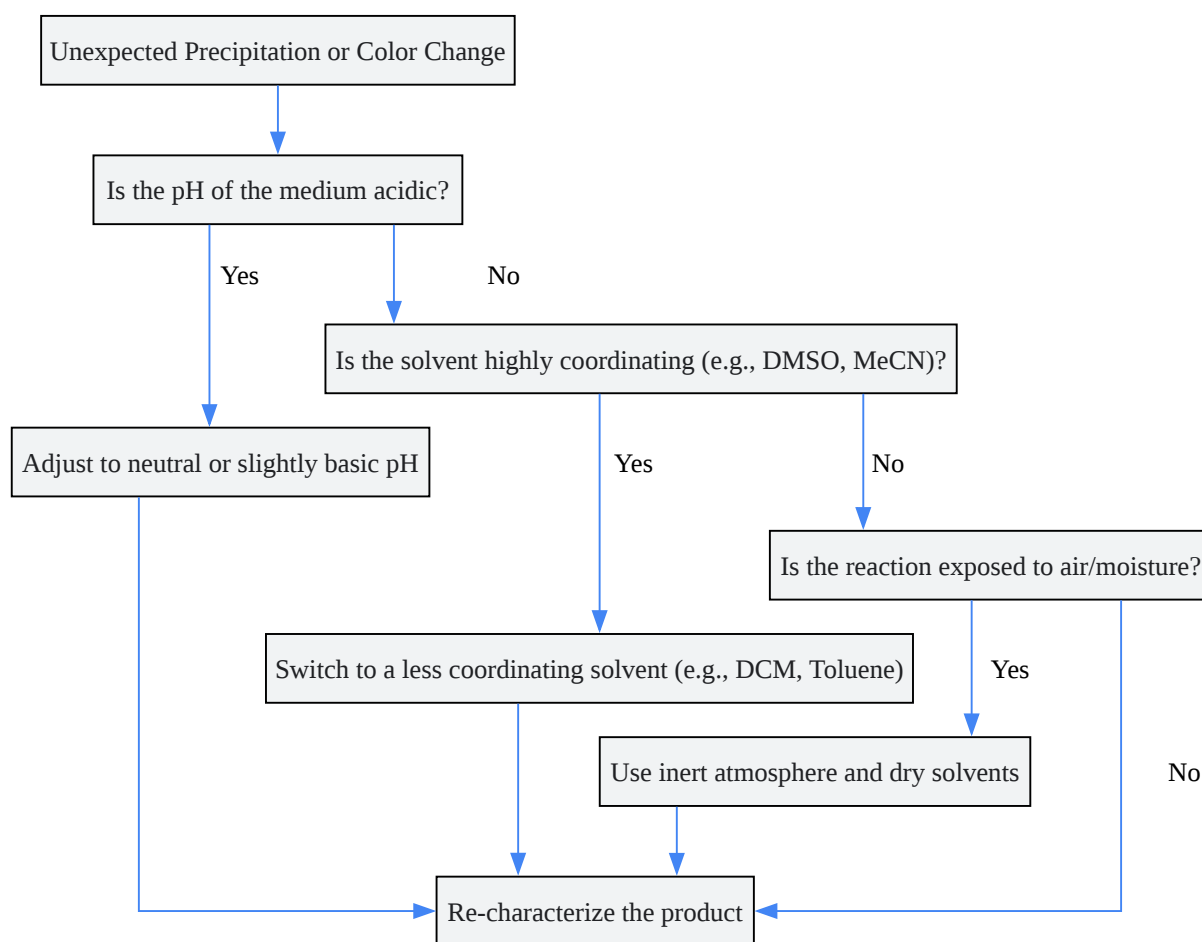 Unexpected Precipitation or Color Change
Is the pH of the medium acidic?
Yes
No
Is the solvent highly coordinating (e.g., DMSO, MeCN)?
Adjust to neutral or slightly basic pH
Yes
No
Is the reaction exposed to air/moisture?
Switch to a less coordinating solvent (e.g., DCM, Toluene)
Yes
Use inert atmosphere and dry solvents
No
Re-characterize the product